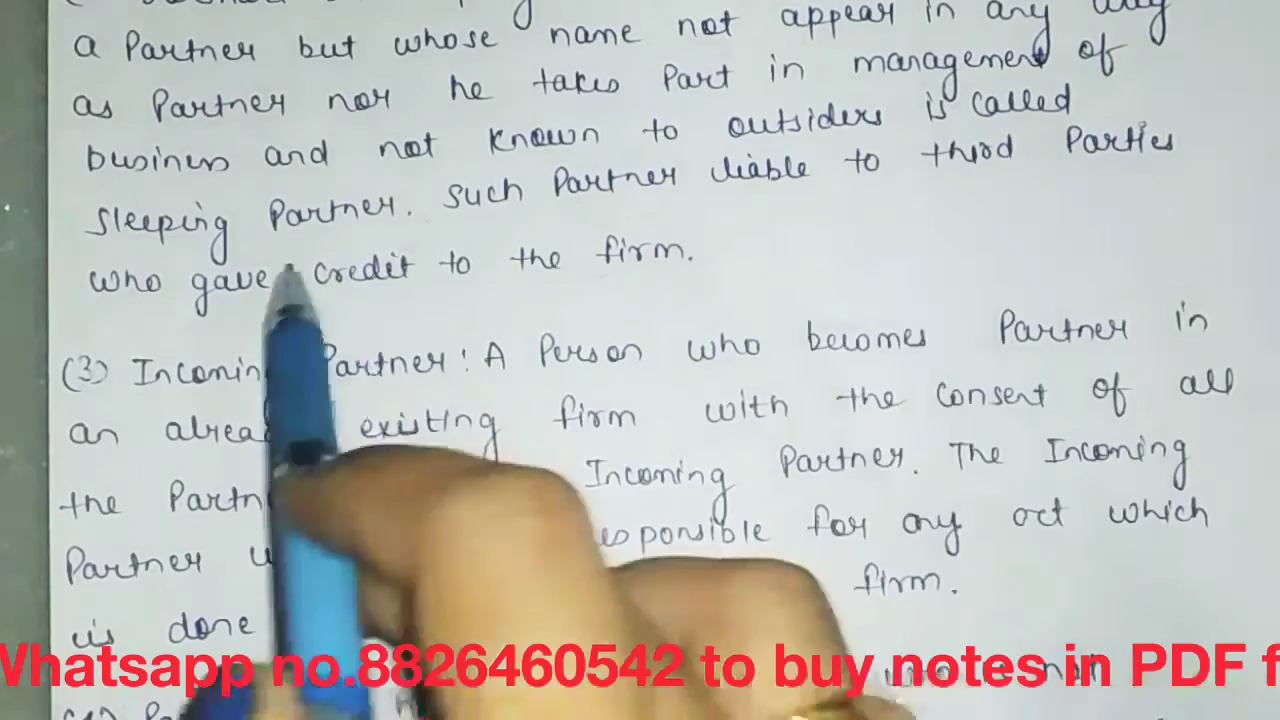 a Partner but whose name not appear in any way
as Partner nor he takes Part in management of
business and not known to outsiders is called
sleeping Partner. Such Partner liable to third Parties
who gave credit to the firm.
(3) Incoming Partner: A Person who becomes Partner in
an already existing firm with the consent of all
the Partn Incoming Partner. The Incoming
Partner esponsible for any act which
is done firm.
Whatsapp no.8826460542 to buy notes in PDF f